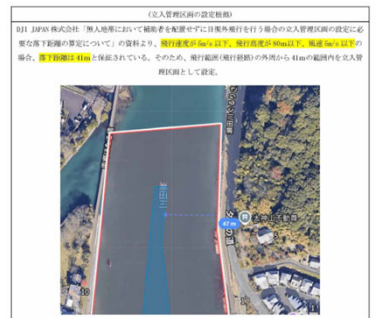 (立入管理区画の設定根拠)
DJI JAPAN 株式会社「無人地帯において補助者を配置せずに目視外飛行を行う場合の立入管理区画の設定に必
要な落下距離の算定について」の資料より、飛行速度が5m/s 以下、飛行高度が80m以下、風速5m/s 以下の
場合、落下距離は 41mと保証されている。そのため、飛行範囲(飛行経路)の外周から41mの範囲内を立入管
理区画として設定。
41 m